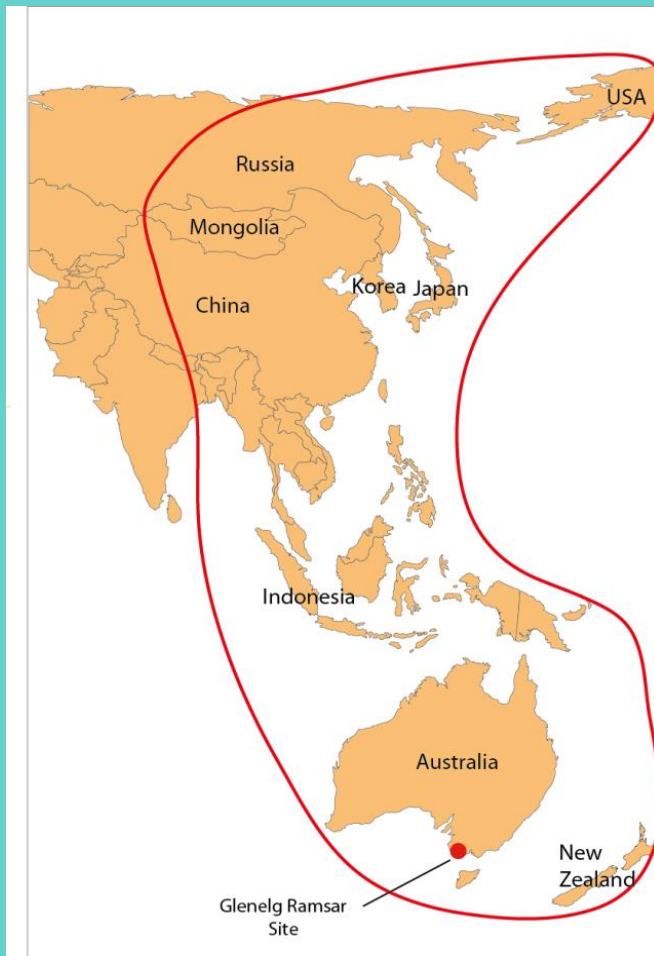 USA
Russia
Mongolia
Korea
Japan
China
Indonesia
Australia
New
Zealand
Glenelg Ramsar
Site